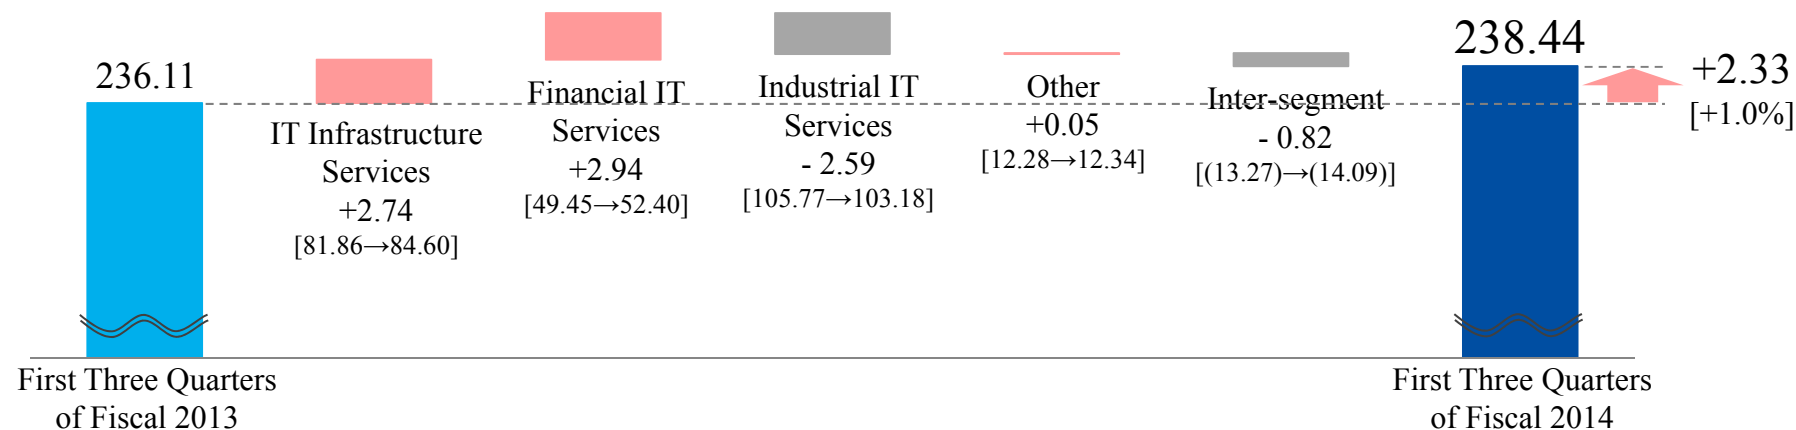 236.11
First Three Quarters
of Fiscal 2013
IT Infrastructure
Services
+2.74
[81.86→84.60]
Financial IT
Services
+2.94
[49.45→52.40]
Industrial IT
Services
- 2.59
[105.77→103.18]
Other
+0.05
[12.28→12.34]
Inter-segment
- 0.82
[(13.27)→(14.09)]
238.44
First Three Quarters
of Fiscal 2014
+2.33
[+1.0%]